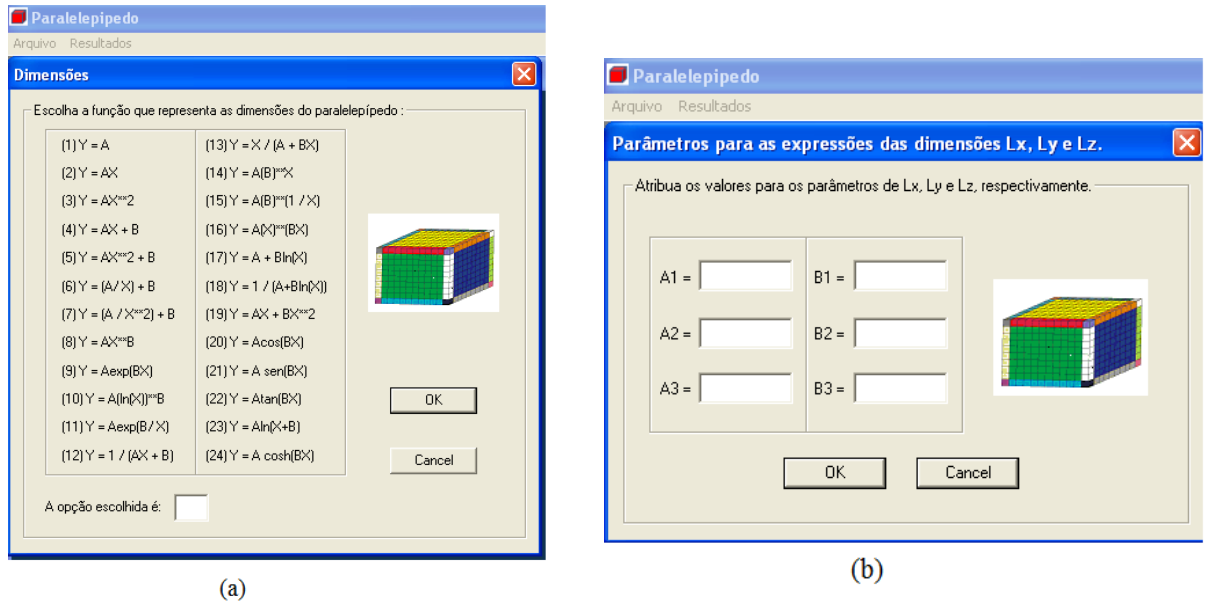 Paralelepipedo
Arquivo Resultados
Dimensões
Escolha a função que representa as dimensões do paralelepípedo :
(1) Y = A
(2) Y = AX
(3) Y = AX**2
(4) Y = AX + B
(5) Y = AX**2 + B
(6) Y = (A / X) + B
(7) Y = (A / X**2) + B
(8) Y = AX**B
(9) Y = Aexp(BX)
(10) Y = A(ln(X))**B
(11) Y = Aexp(B / X)
(12) Y = 1 / (AX + B)
(13) Y = X / (A + BX)
(14) Y = A(B)**X
(15) Y = A(B)**(1 / X)
(16) Y = A(X)**(BX)
(17) Y = A + Bln(X)
(18) Y = 1 / (A+Bln(X))
(19) Y = AX + BX**2
(20) Y = Acos(BX)
(21) Y = A sen(BX)
(22) Y = Atan(BX)
(23) Y = Aln(X+B)
(24) Y = A cosh(BX)
OK
Cancel
A opção escolhida é:
(a)
Paralelepipedo
Arquivo Resultados
Parâmetros para as expressões das dimensões Lx, Ly e Lz.
Atribua os valores para os parâmetros de Lx, Ly e Lz, respectivamente.
A1 = B1 =
A2 = B2 =
A3 = B3 =
OK Cancel
(b)